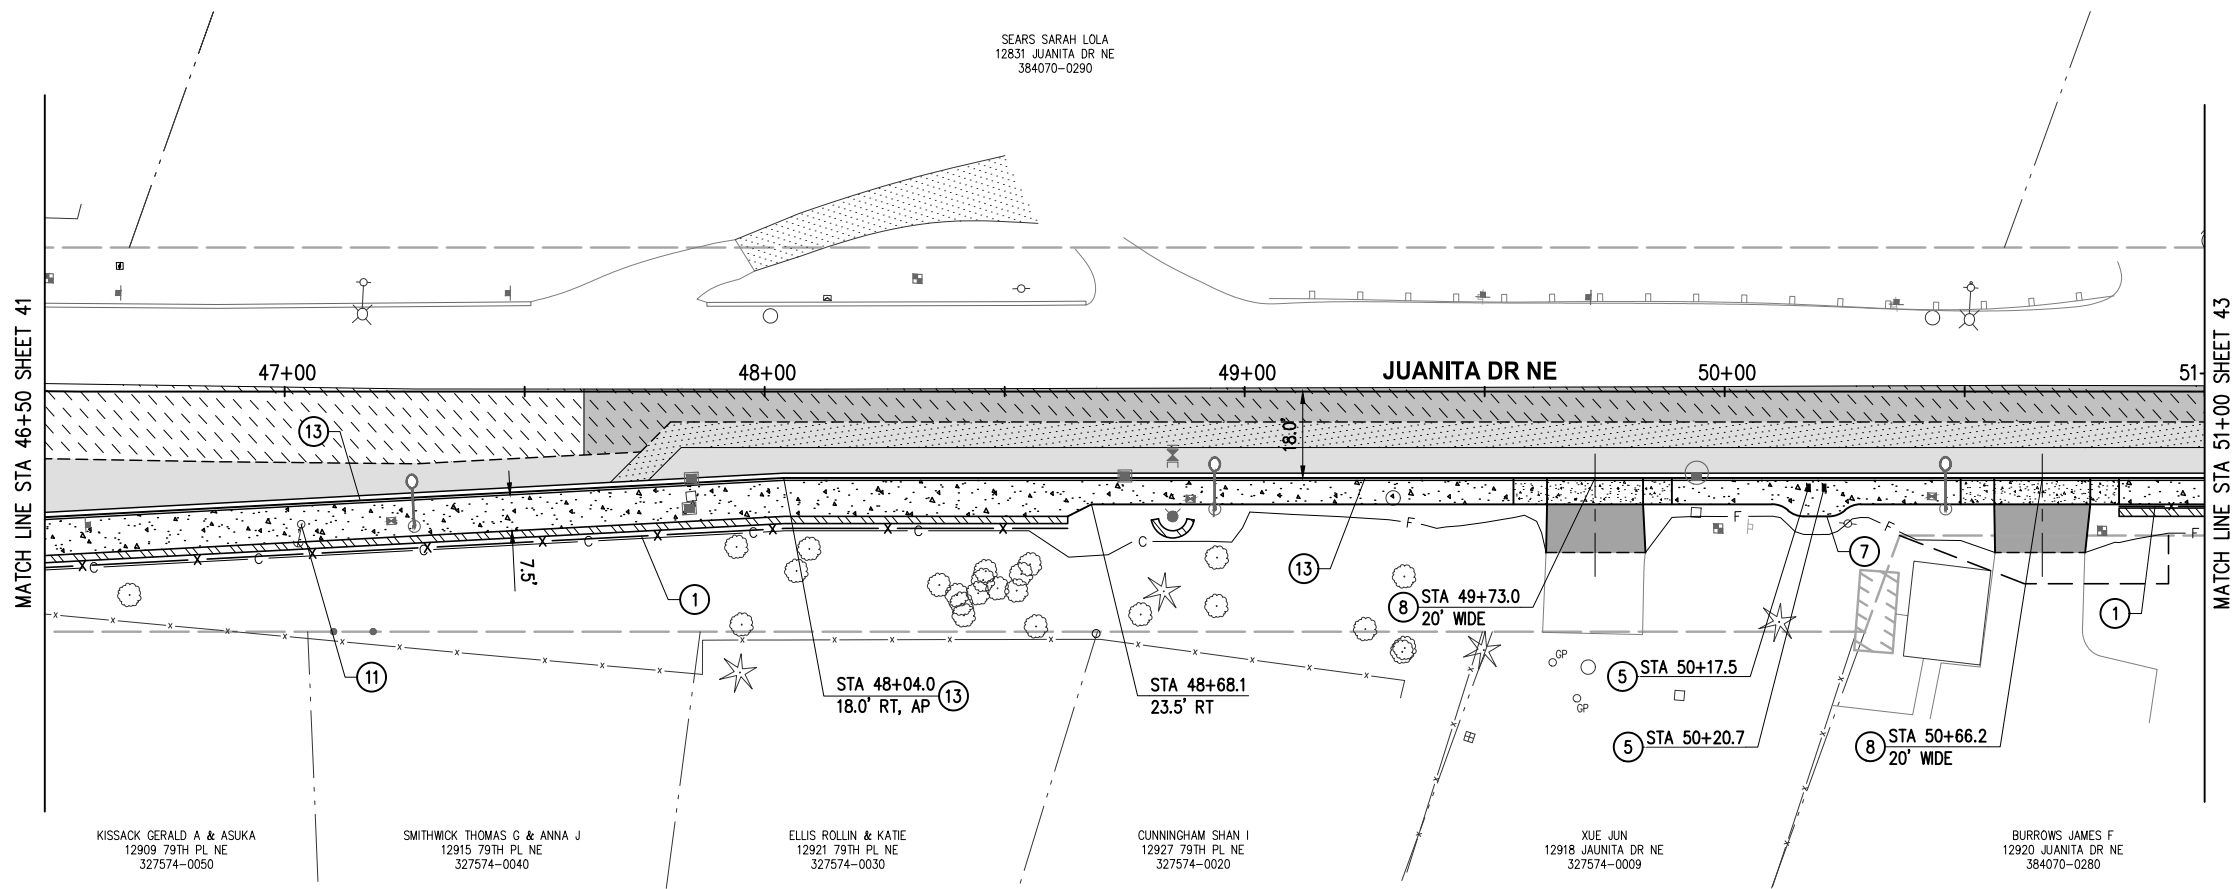 SEARS SARAH LOLA
12831 JUANITA DR NE
384070-0290
MATCH LINE STA 46+50 SHEET 41
MATCH LINE STA 51+00 SHEET 43
47+00
48+00
49+00
JUANITA DR NE
50+00
51
13
18.0'
7.5'
C
C
C
C
C
C
C
F
F
F
F
F
1
13
7
1
11
8 STA 49+73.0
20' WIDE
STA 48+04.0 13
18.0' RT, AP
STA 48+68.1
23.5' RT
5 STA 50+17.5
5 STA 50+20.7
8 STA 50+66.2
20' WIDE
GP
GP
KISSACK GERALD A & ASUKA
12909 79TH PL NE
327574-0050
SMITHWICK THOMAS G & ANNA J
12915 79TH PL NE
327574-0040
ELLIS ROLLIN & KATIE
12921 79TH PL NE
327574-0030
CUNNINGHAM SHAN I
12927 79TH PL NE
327574-0020
XUE JUN
12918 JAUNITA DR NE
327574-0009
BURROWS JAMES F
12920 JUANITA DR NE
384070-0280